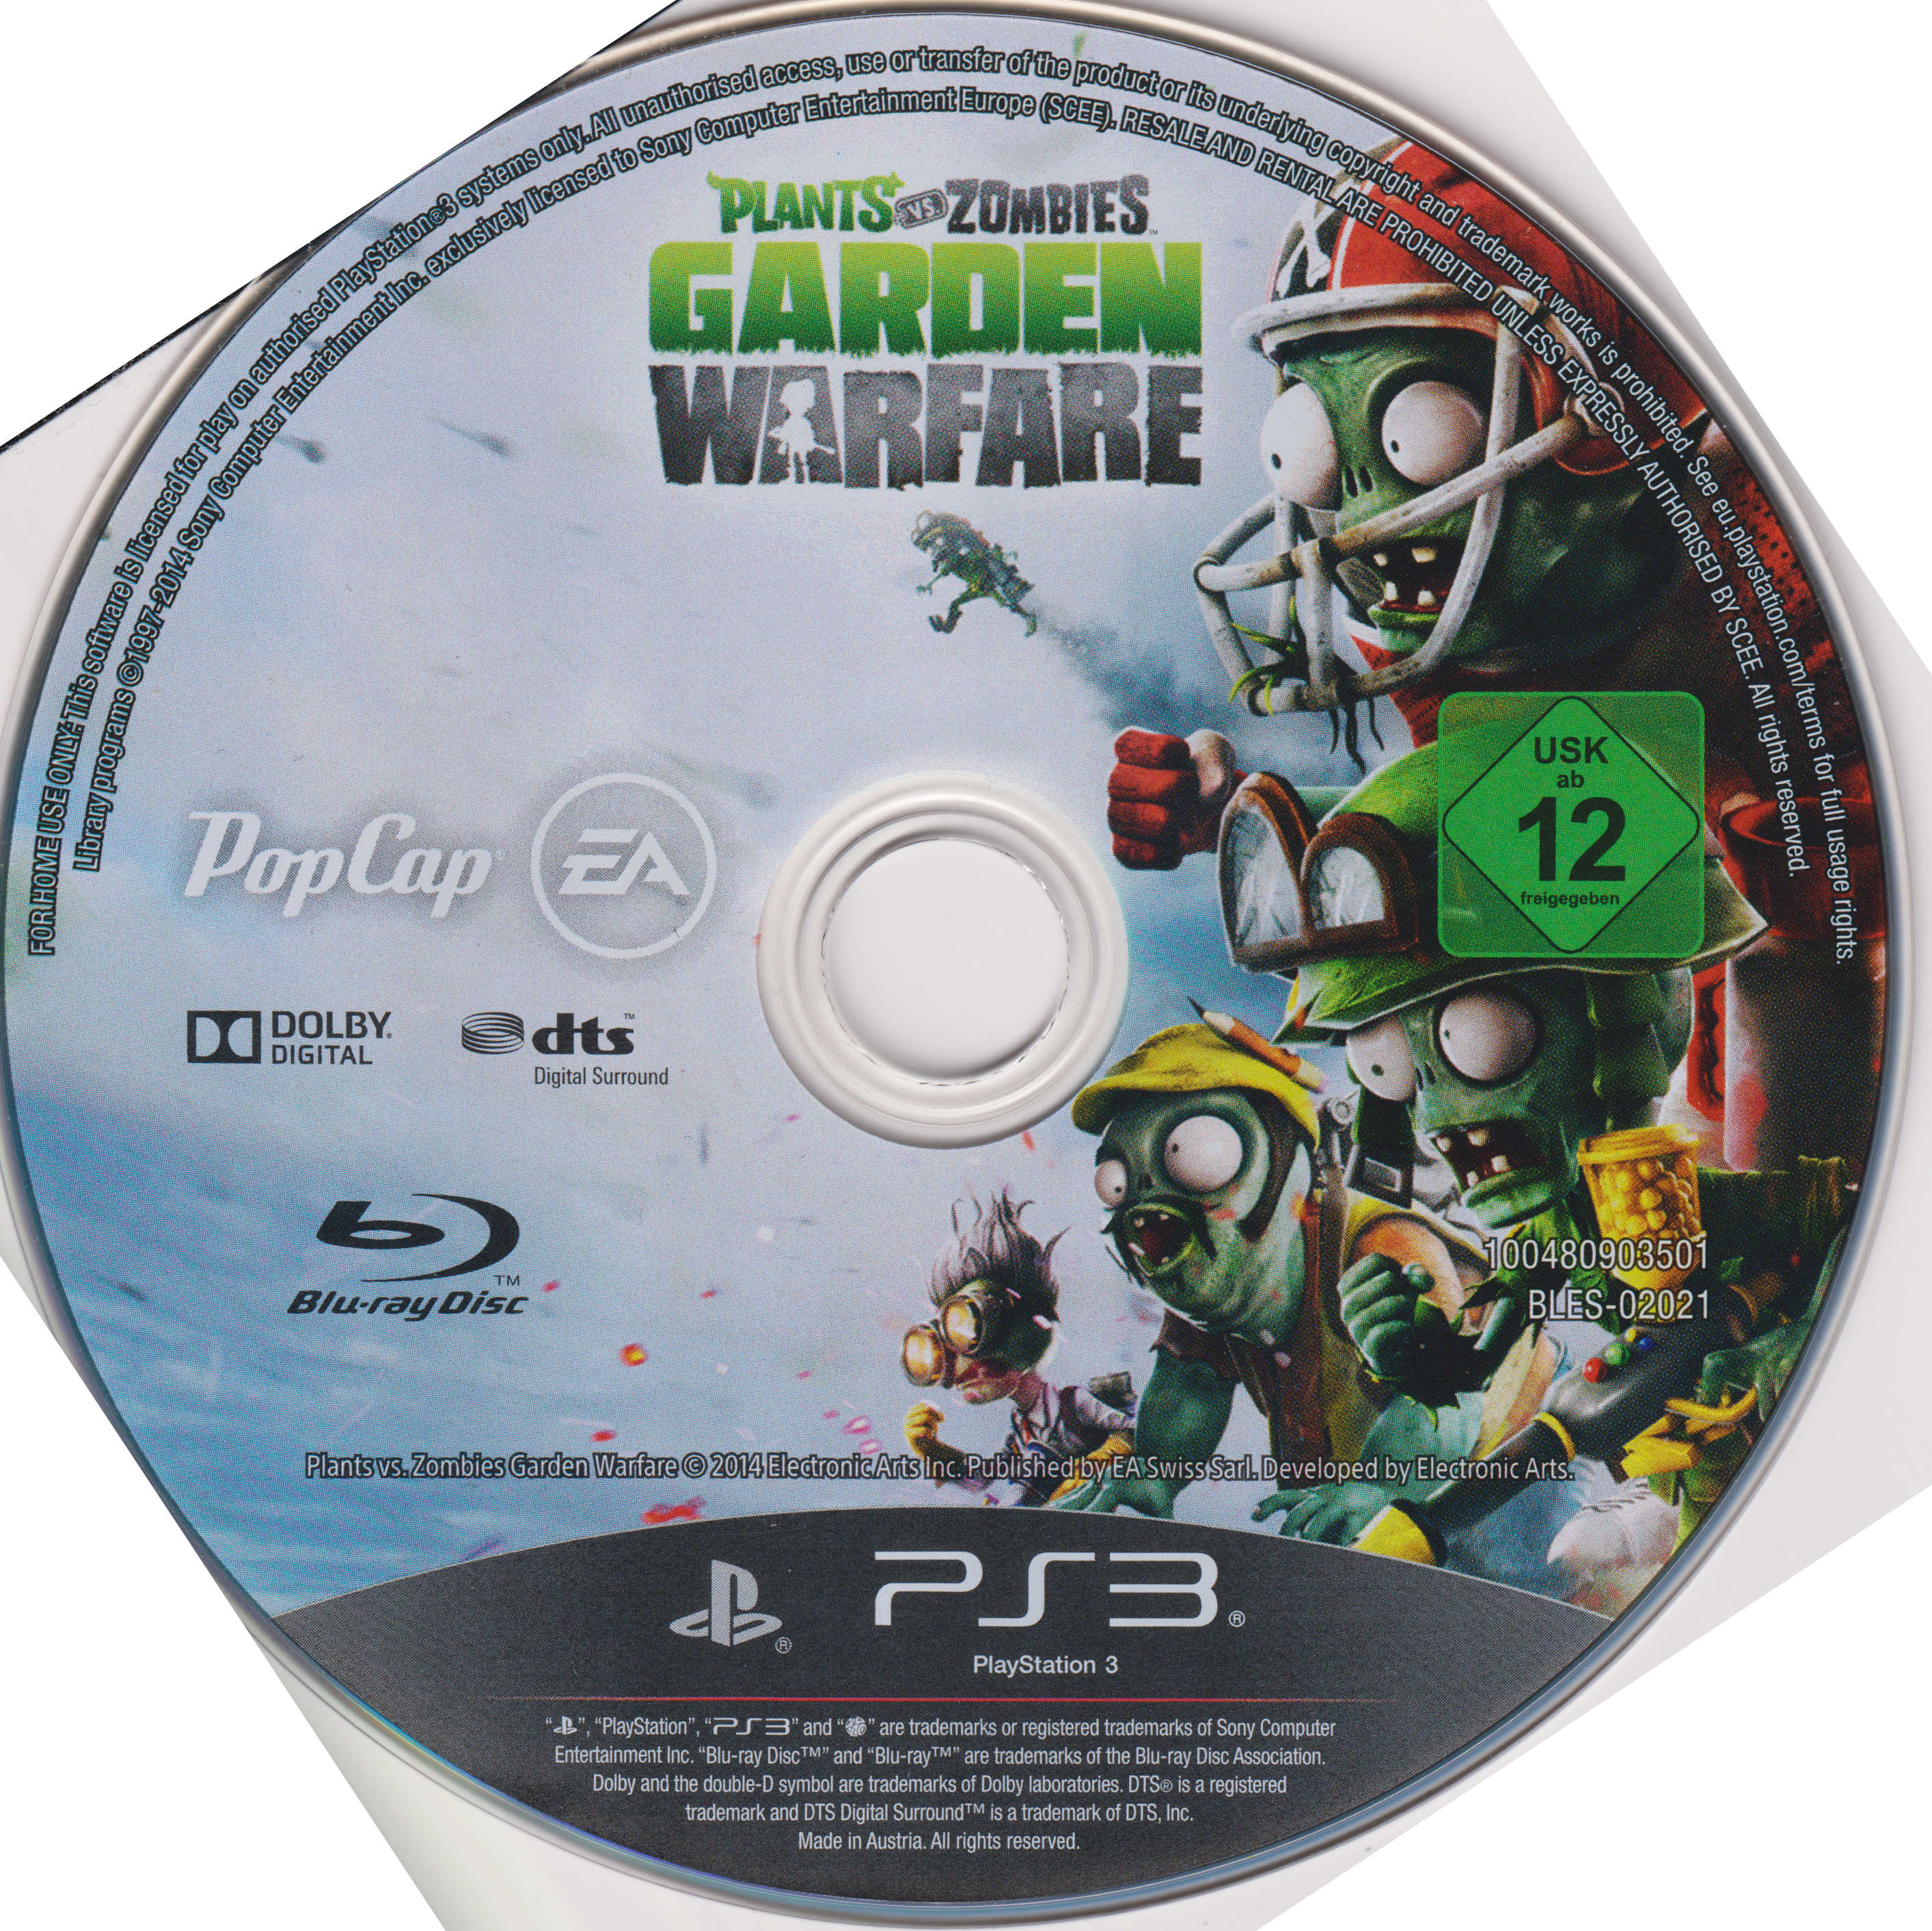 FOR HOME USE ONLY: This software is licensed for play on authorised PlayStation®3 systems only. All unauthorised access, use or transfer of the product or its underlying copyright and trademark works is prohibited. See eu.playstation.com/terms for full usage rights.
Library programs ©1997-2014 Sony Computer Entertainment Inc. exclusively licensed to Sony Computer Entertainment Europe (SCEE). RESALE AND RENTAL ARE PROHIBITED UNLESS EXPRESSLY AUTHORISED BY SCEE. All rights reserved.
PLANTS VS. ZOMBIES™
GARDEN
WARFARE
USK
ab
12
freigegeben
PopCap® EA
DOLBY®
DIGITAL
dts™
Digital Surround
Blu-ray Disc™
100480903501
BLES-02021
Plants vs. Zombies Garden Warfare © 2014 Electronic Arts Inc. Published by EA Swiss Sarl. Developed by Electronic Arts.
PS3®
PlayStation 3
“ ”, “PlayStation”, “PS3” and “ ” are trademarks or registered trademarks of Sony Computer
Entertainment Inc. “Blu-ray Disc™” and “Blu-ray™” are trademarks of the Blu-ray Disc Association.
Dolby and the double-D symbol are trademarks of Dolby laboratories. DTS® is a registered
trademark and DTS Digital Surround™ is a trademark of DTS, Inc.
Made in Austria. All rights reserved.